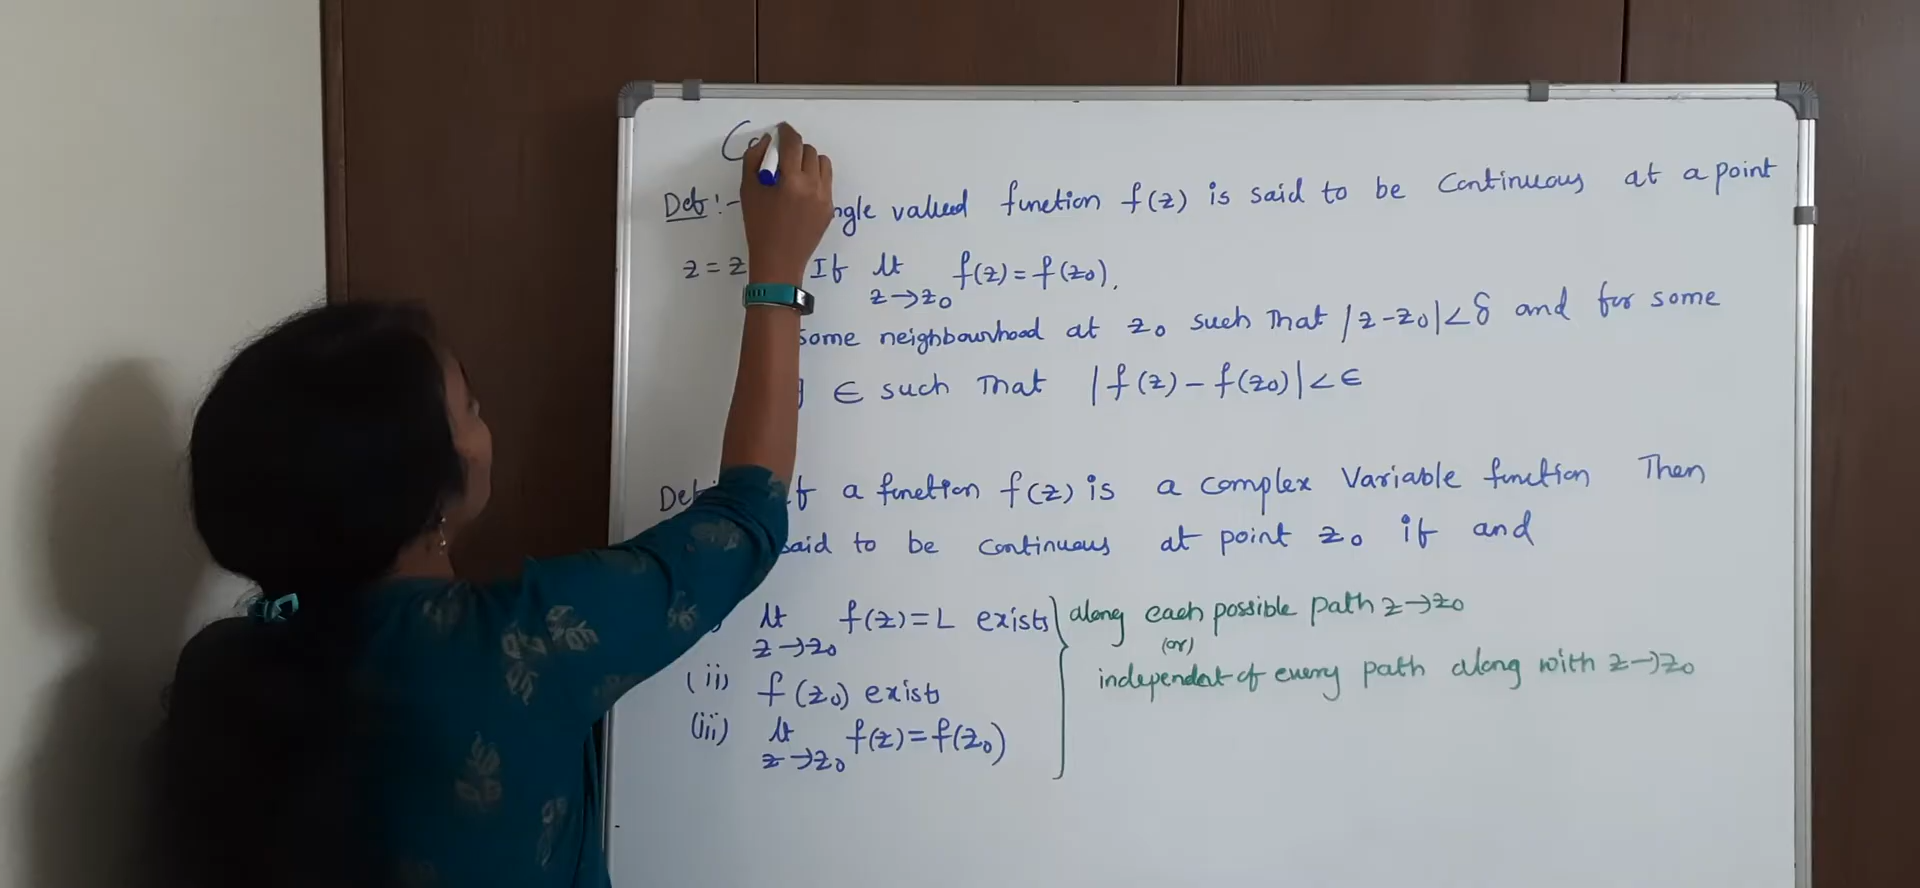 Co
Def:- ngle valued function f(z) is said to be Continuous at a point
z = z If lt z→z₀ f(z) = f(z₀).
some neighbourhood at z₀ such that |z-z₀|<δ and for some
∈ such that |f(z) - f(z₀)|<∈
Def: If a function f(z) is a complex Variable function Then
said to be continuous at point z₀ if and
lt z→z₀ f(z) = L exists along each possible path z→z₀
(or)
independent of every path along with z→z₀
(ii) f(z₀) exist
(iii) lt z→z₀ f(z) = f(z₀)